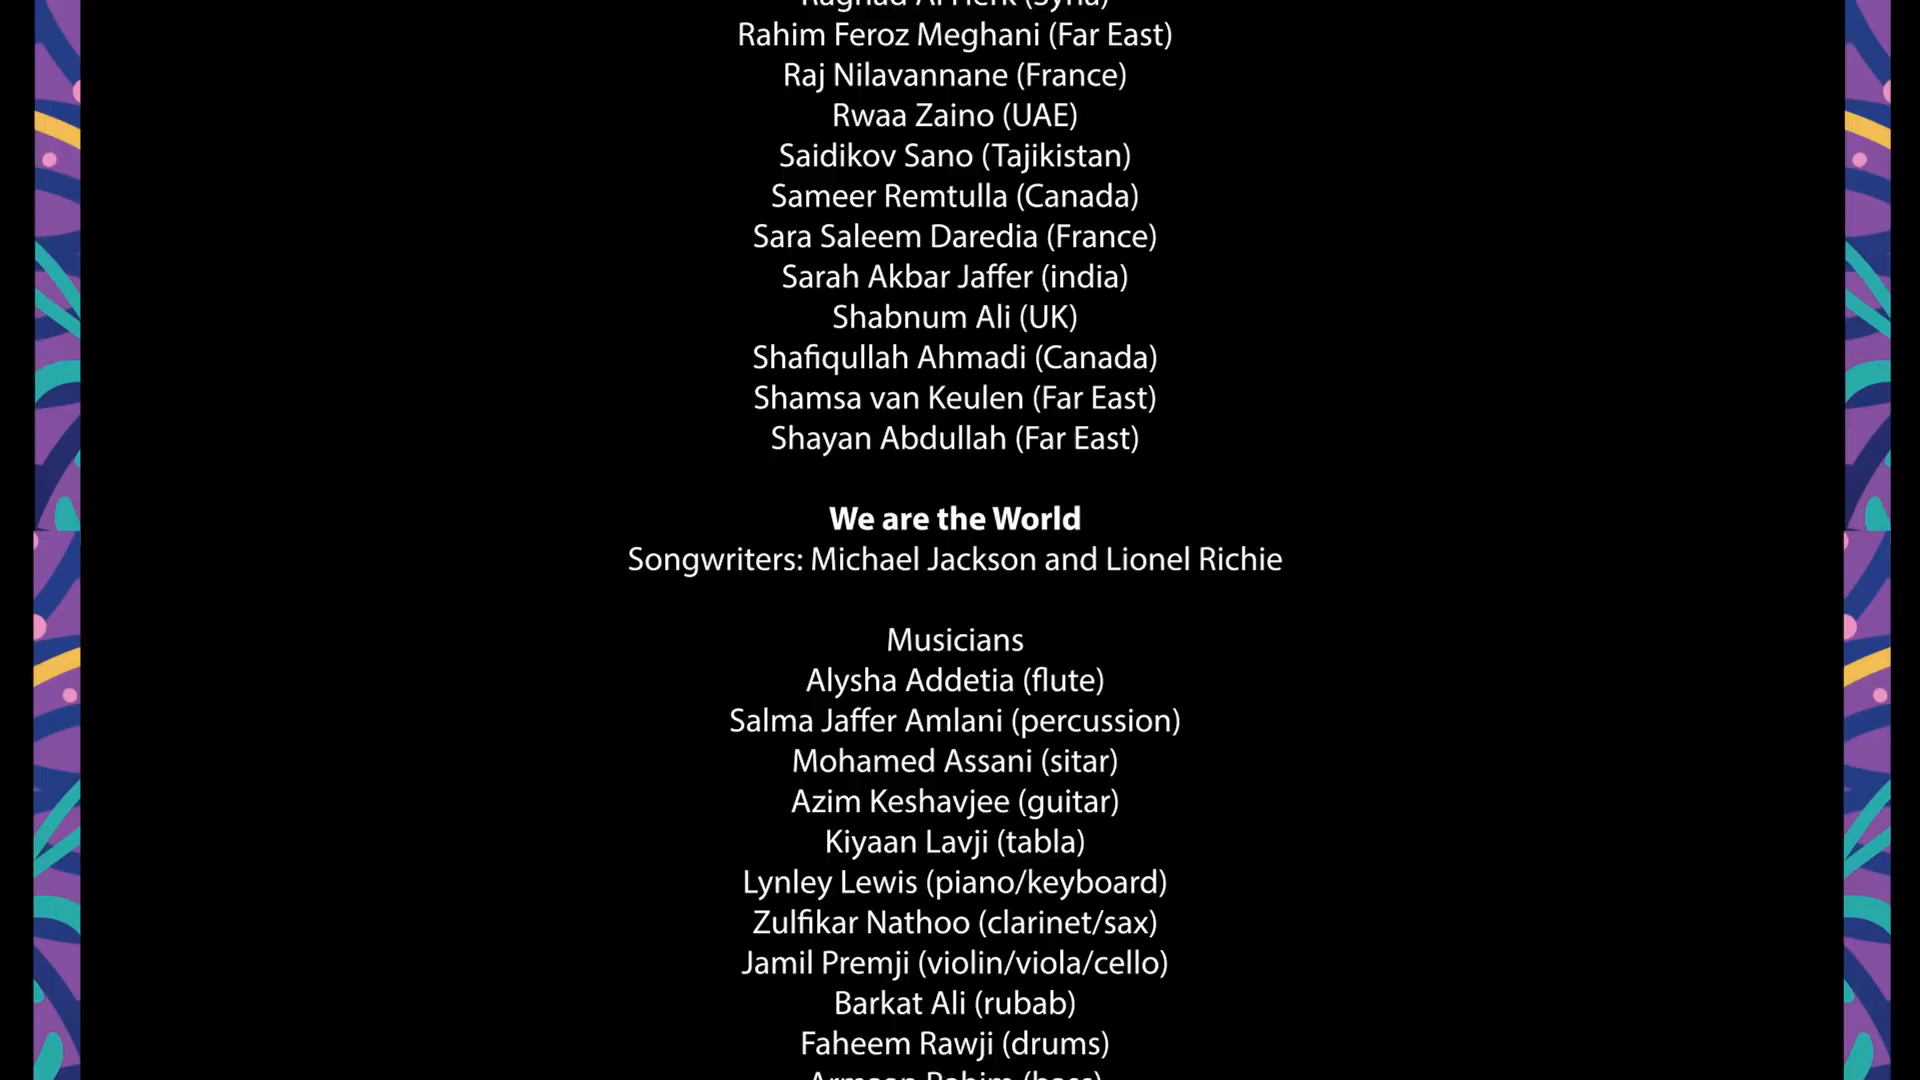 Rahim Feroz Meghani (Far East)
Raj Nilavannane (France)
Rwaa Zaino (UAE)
Saidikov Sano (Tajikistan)
Sameer Remtulla (Canada)
Sara Saleem Daredia (France)
Sarah Akbar Jaffer (india)
Shabnum Ali (UK)
Shafiqullah Ahmadi (Canada)
Shamsa van Keulen (Far East)
Shayan Abdullah (Far East)
We are the World
Songwriters: Michael Jackson and Lionel Richie
Musicians
Alysha Addetia (flute)
Salma Jaffer Amlani (percussion)
Mohamed Assani (sitar)
Azim Keshavjee (guitar)
Kiyaan Lavji (tabla)
Lynley Lewis (piano/keyboard)
Zulfikar Nathoo (clarinet/sax)
Jamil Premji (violin/viola/cello)
Barkat Ali (rubab)
Faheem Rawji (drums)